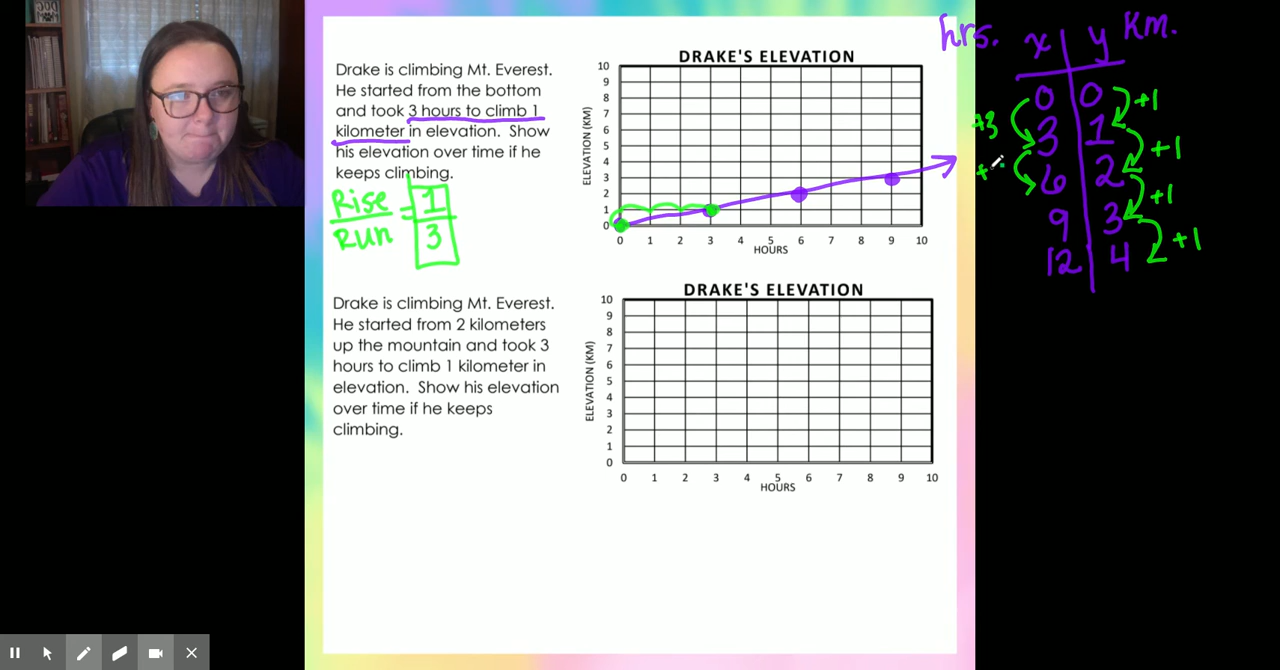 Drake is climbing Mt. Everest.
He started from the bottom
and took 3 hours to climb 1
kilometer in elevation. Show
his elevation over time if he
keeps climbing.
Rise = 1
Run 3
DRAKE'S ELEVATION
ELEVATION (KM)
10
9
8
7
6
5
4
3
2
1
0
0 1 2 3 4 5 6 7 8 9 10
HOURS
hrs. x y Km.
0 0
3 1
6 2
9 3
12 4
+3
+1
+1
+1
+1
Drake is climbing Mt. Everest.
He started from 2 kilometers
up the mountain and took 3
hours to climb 1 kilometer in
elevation. Show his elevation
over time if he keeps
climbing.
DRAKE'S ELEVATION
ELEVATION (KM)
10
9
8
7
6
5
4
3
2
1
0
0 1 2 3 4 5 6 7 8 9 10
HOURS